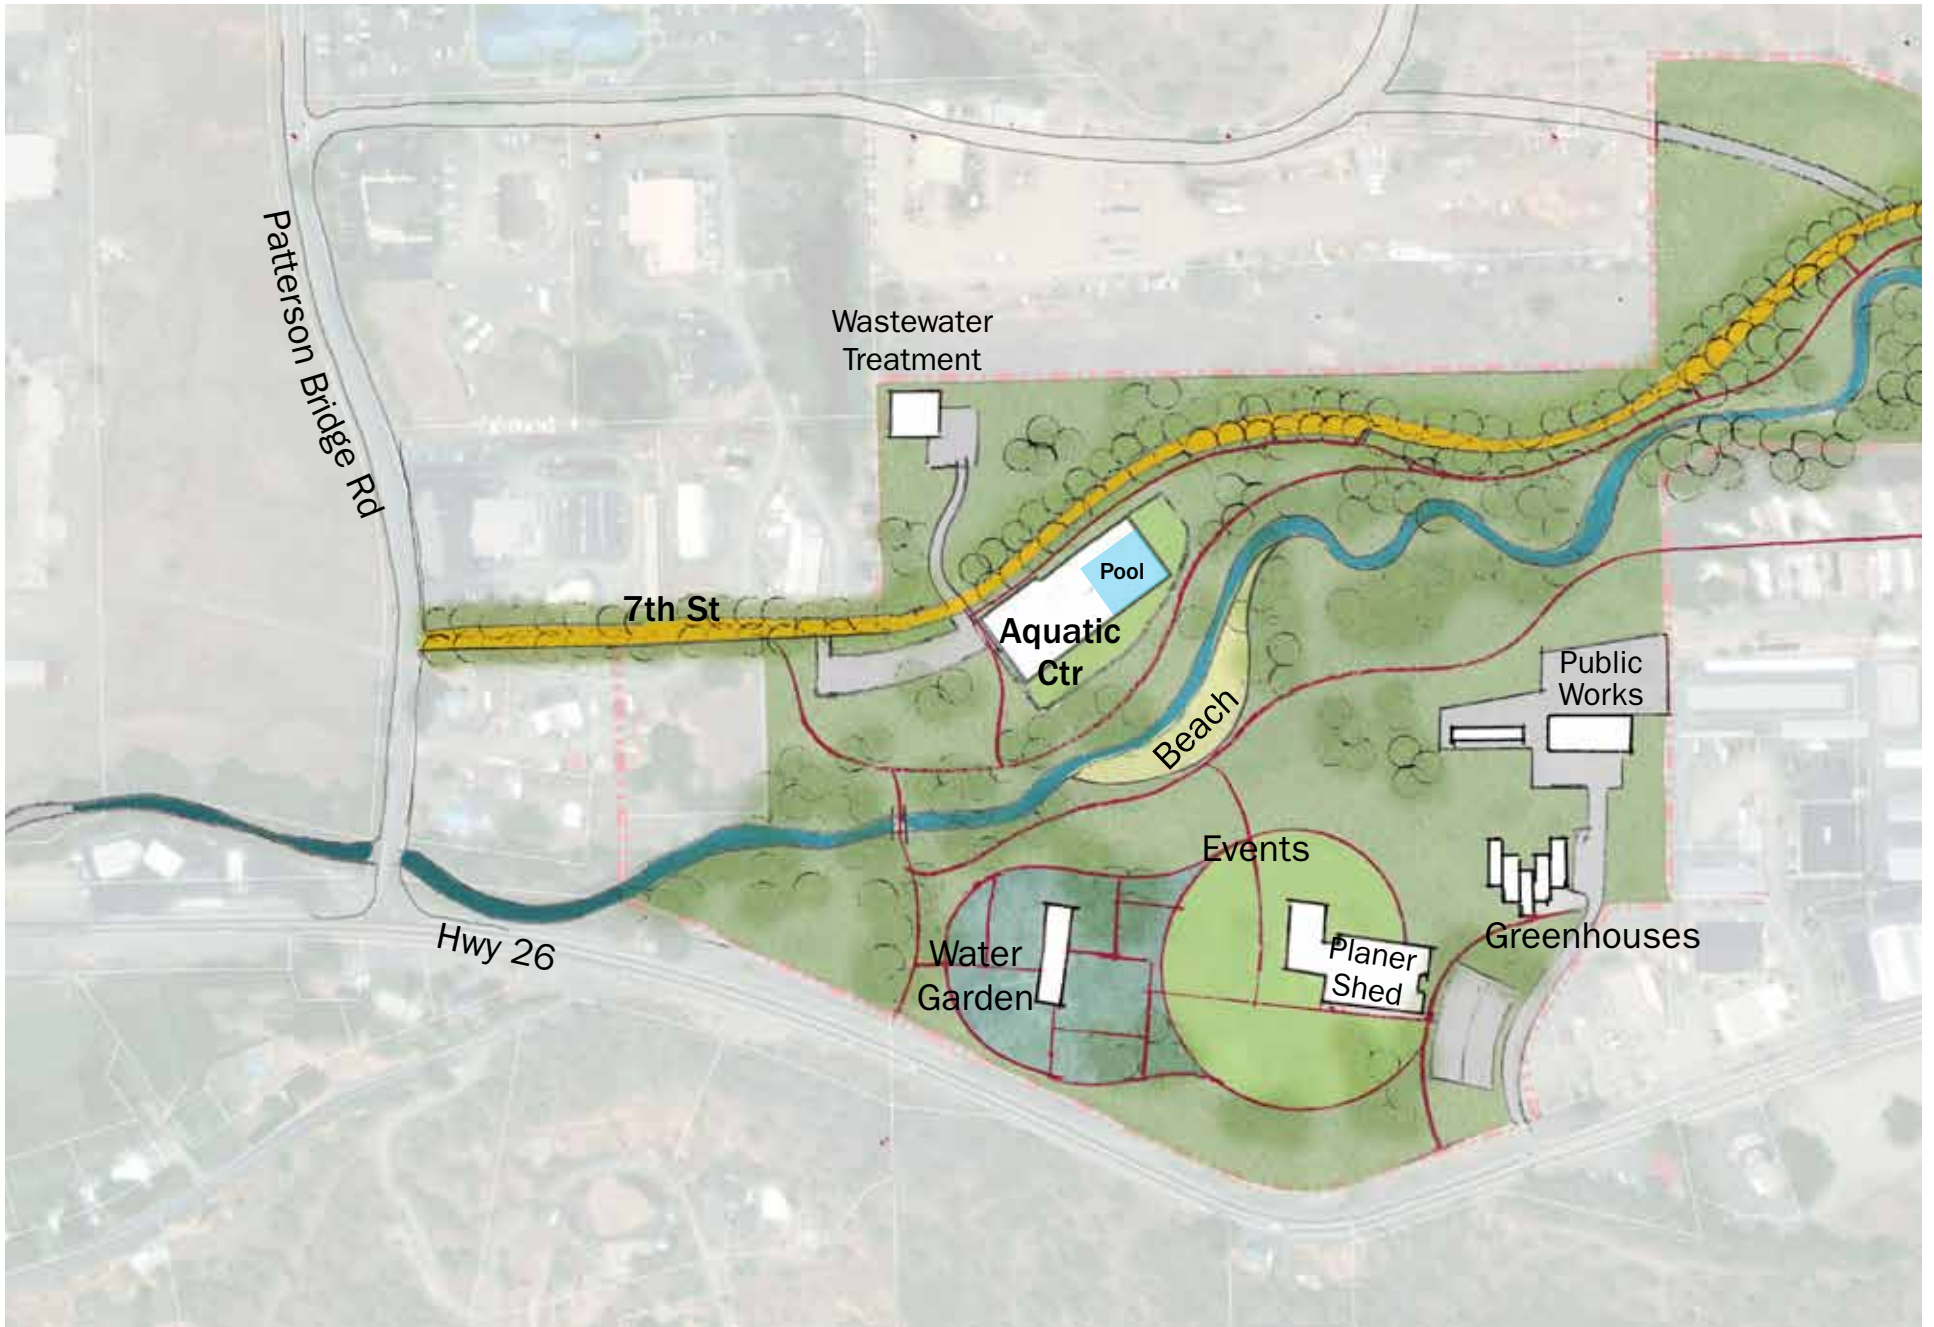 Patterson Bridge Rd
Wastewater
Treatment
Pool
7th St
Aquatic
Ctr
Public
Works
Beach
Events
Hwy 26
Water
Garden
Planer
Shed
Greenhouses